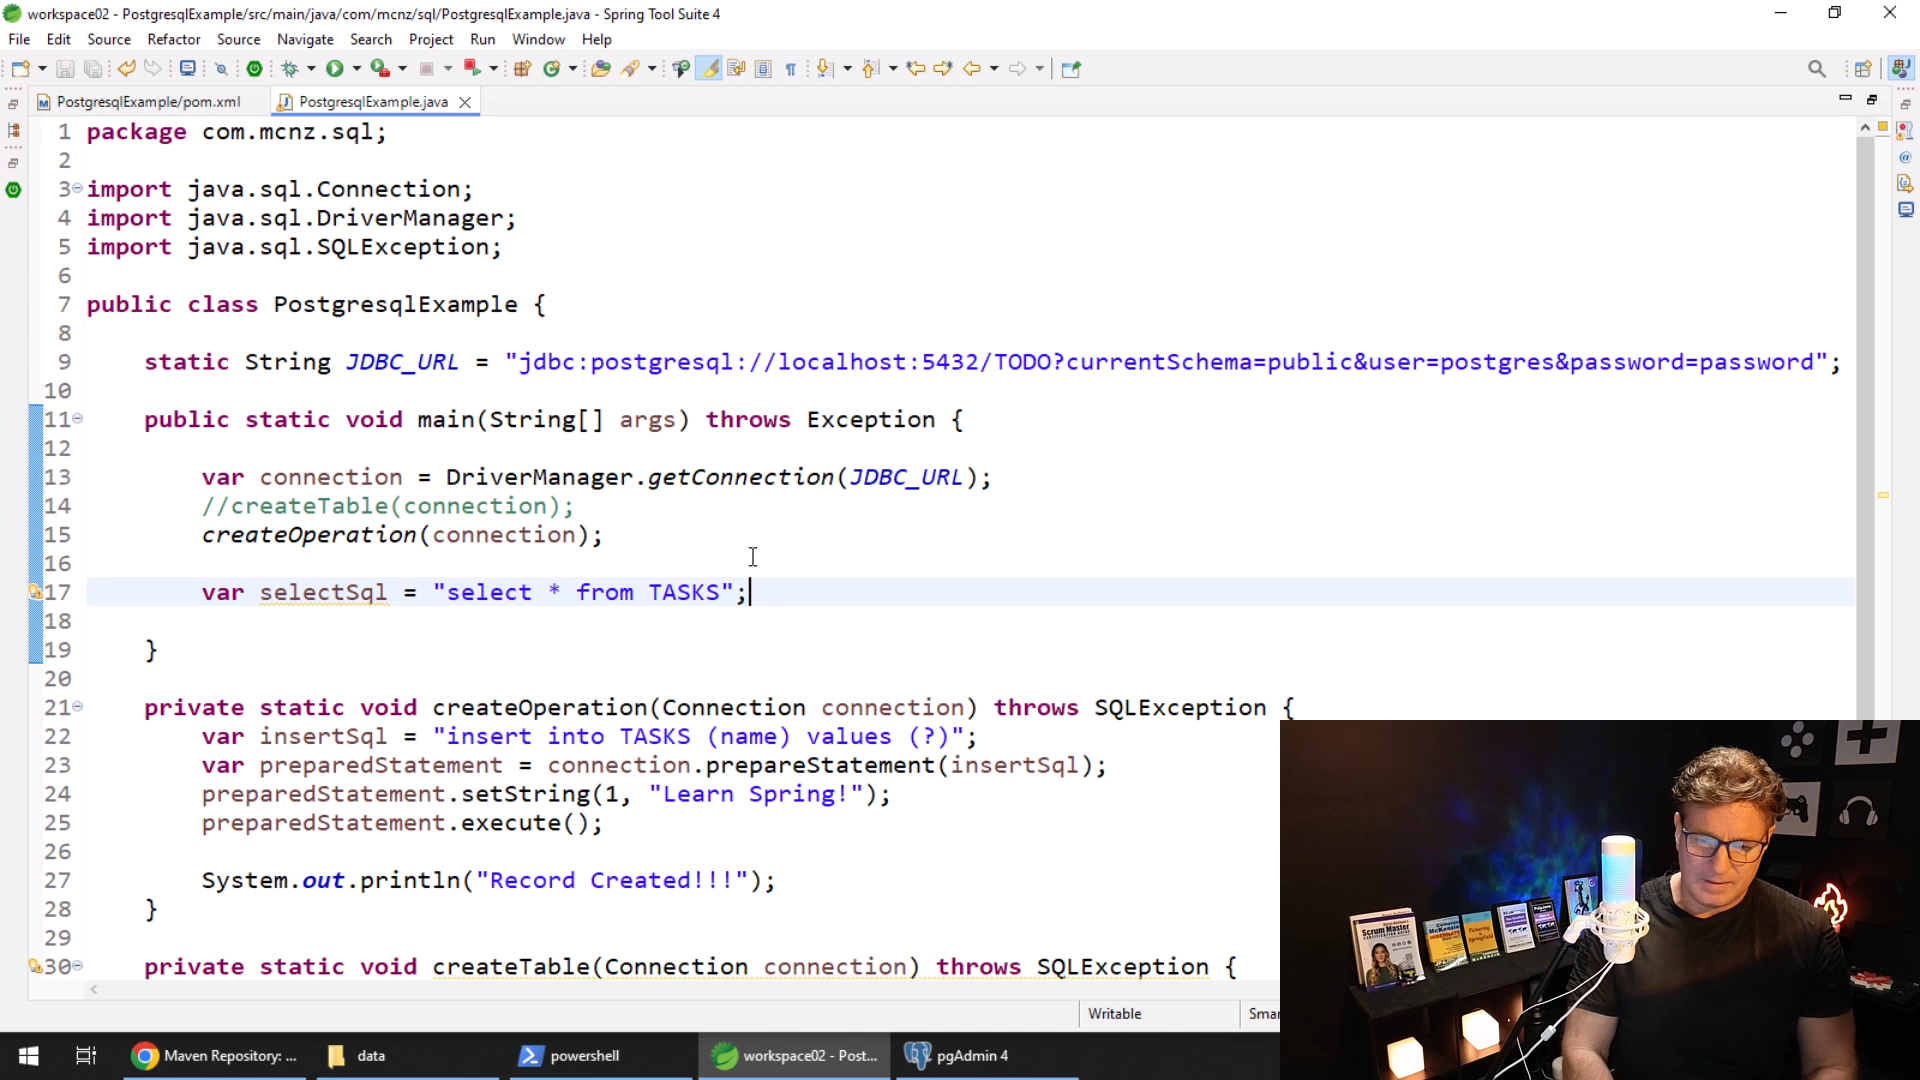 workspace02 - PostgresqlExample/src/main/java/com/mcnz/sql/PostgresqlExample.java - Spring Tool Suite 4
File Edit Source Refactor Source Navigate Search Project Run Window Help
PostgresqlExample/pom.xml PostgresqlExample.java
1 package com.mcnz.sql;
2
3 import java.sql.Connection;
4 import java.sql.DriverManager;
5 import java.sql.SQLException;
6
7 public class PostgresqlExample {
8
9 static String JDBC_URL = "jdbc:postgresql://localhost:5432/TODO?currentSchema=public&user=postgres&password=password";
10
11 public static void main(String[] args) throws Exception {
12
13 var connection = DriverManager.getConnection(JDBC_URL);
14 //createTable(connection);
15 createOperation(connection);
16
17 var selectSql = "select * from TASKS";
18
19 }
20
21 private static void createOperation(Connection connection) throws SQLException {
22 var insertSql = "insert into TASKS (name) values (?)";
23 var preparedStatement = connection.prepareStatement(insertSql);
24 preparedStatement.setString(1, "Learn Spring!");
25 preparedStatement.execute();
26
27 System.out.println("Record Created!!!");
28 }
29
30 private static void createTable(Connection connection) throws SQLException {
Writable Smar
Scrum Master
Maven Repository: ... data powershell workspace02 - Post... pgAdmin 4